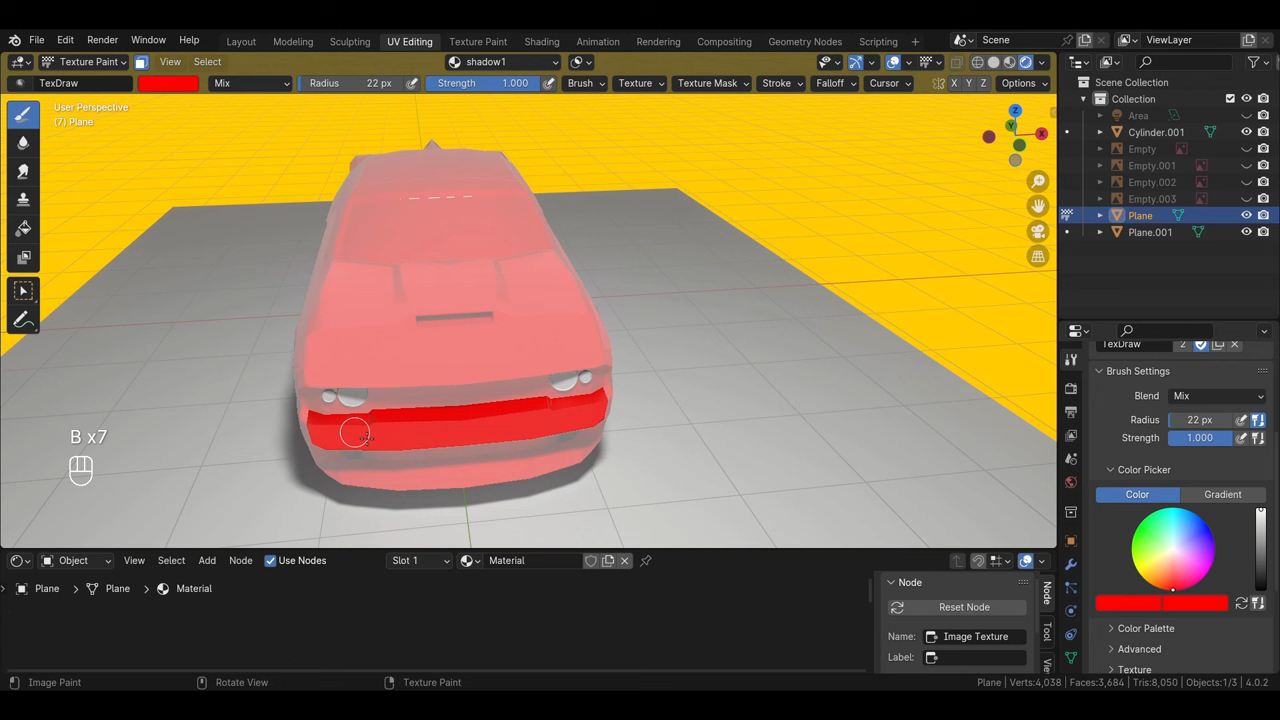 File Edit Render Window Help Layout Modeling Sculpting UV Editing Texture Paint Shading Animation Rendering Compositing Geometry Nodes Scripting Scene ViewLayer
Texture Paint View Select shadow1
TexDraw Mix Radius 22 px Strength 1.000 Brush Texture Texture Mask Stroke Falloff Cursor X Y Z Options
User Perspective
(7) Plane
Z
Y
X
B x7
Scene Collection
Collection
Area
Cylinder.001
Empty
Empty.001
Empty.002
Empty.003
Plane
Plane.001
TexDraw 2
Brush Settings
Blend Mix
Radius 22 px
Strength 1.000
Color Picker
Color Gradient
Color Palette
Advanced
Texture
Object View Select Add Node Use Nodes Slot 1 Material
Plane > Plane > Material
Node
Reset Node
Name: Image Texture
Label:
Node
Tool
Image Paint Rotate View Texture Paint Plane | Verts:4,038 | Faces:3,684 | Tris:8,050 | Objects:1/3 | 4.0.2